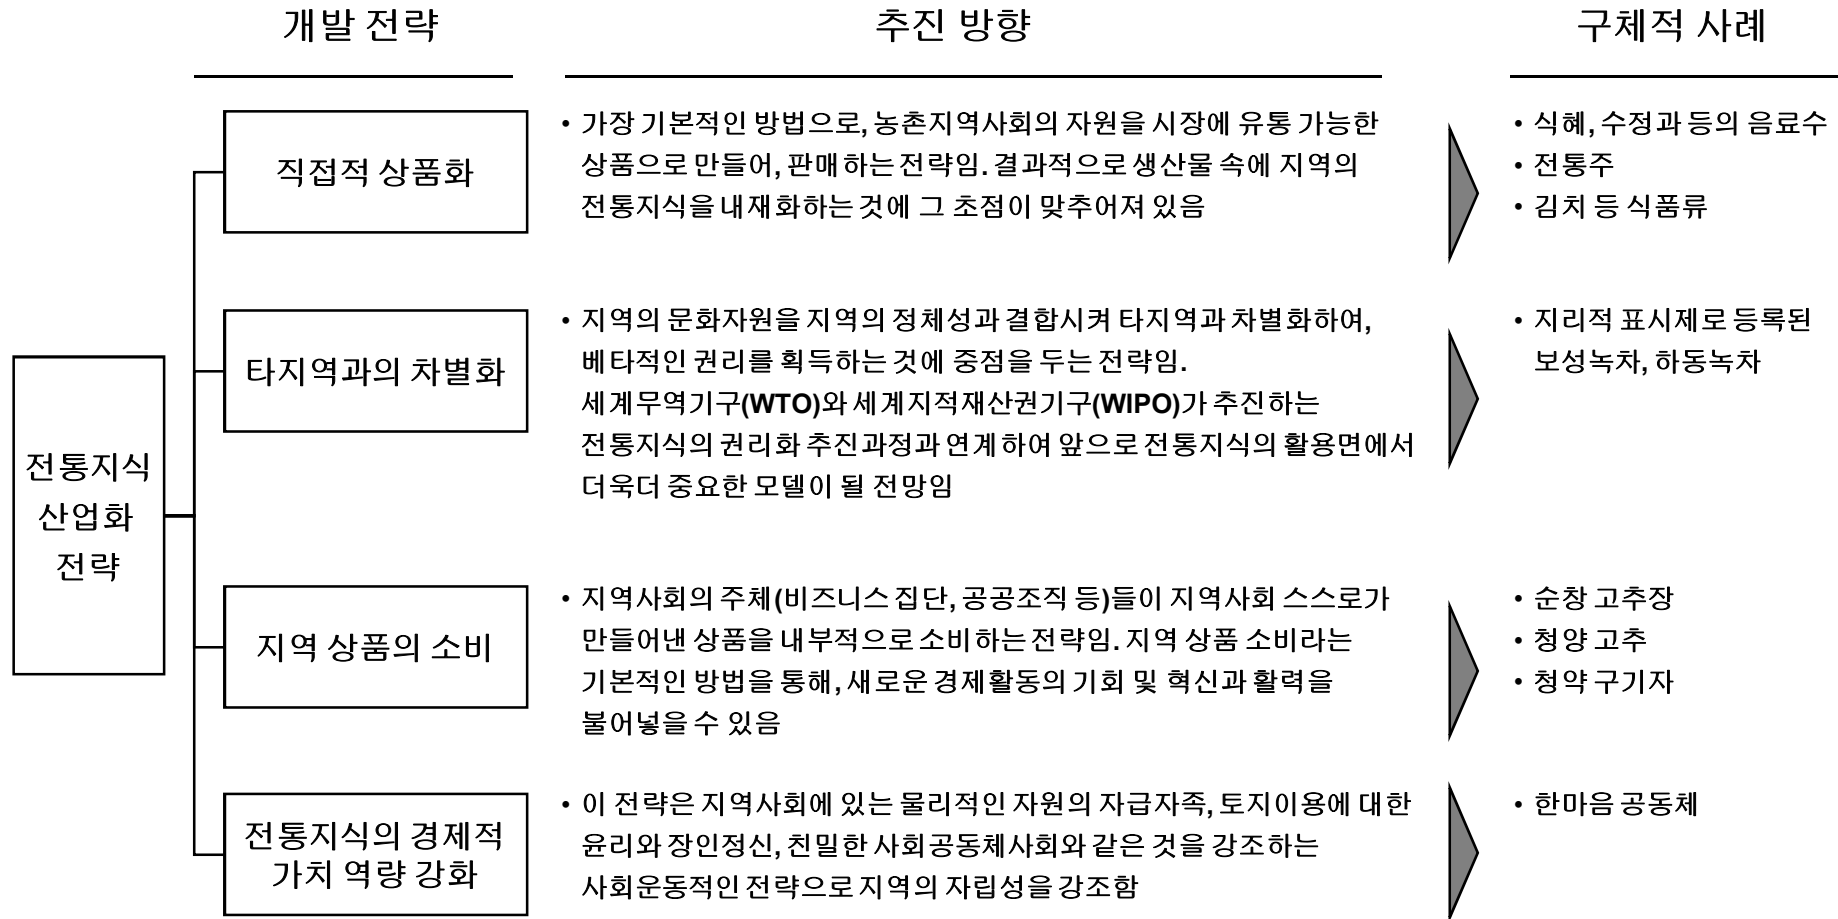 개발 전략
추진 방향
구체적 사례
전통지식
산업화
전략
직접적 상품화
• 가장 기본적인 방법으로, 농촌지역사회의 자원을 시장에 유통 가능한
상품으로 만들어, 판매하는 전략임. 결과적으로 생산물 속에 지역의
전통지식을 내재화하는 것에 그 초점이 맞추어져 있음
• 식혜, 수정과 등의 음료수
• 전통주
• 김치 등 식품류
타지역과의 차별화
• 지역의 문화자원을 지역의 정체성과 결합시켜 타지역과 차별화하여,
베타적인 권리를 획득하는 것에 중점을 두는 전략임.
세계무역기구(WTO)와 세계지적재산권기구(WIPO)가 추진하는
전통지식의 권리화 추진과정과 연계하여 앞으로 전통지식의 활용면에서
더욱더 중요한 모델이 될 전망임
• 지리적 표시제로 등록된
보성녹차, 하동녹차
지역 상품의 소비
• 지역사회의 주체(비즈니스 집단, 공공조직 등)들이 지역사회 스스로가
만들어낸 상품을 내부적으로 소비하는 전략임. 지역 상품 소비라는
기본적인 방법을 통해, 새로운 경제활동의 기회 및 혁신과 활력을
불어넣을 수 있음
• 순창 고추장
• 청양 고추
• 청약 구기자
전통지식의 경제적
가치 역량 강화
• 이 전략은 지역사회에 있는 물리적인 자원의 자급자족, 토지이용에 대한
윤리와 장인정신, 친밀한 사회공동체사회와 같은 것을 강조하는
사회운동적인 전략으로 지역의 자립성을 강조함
• 한마음 공동체